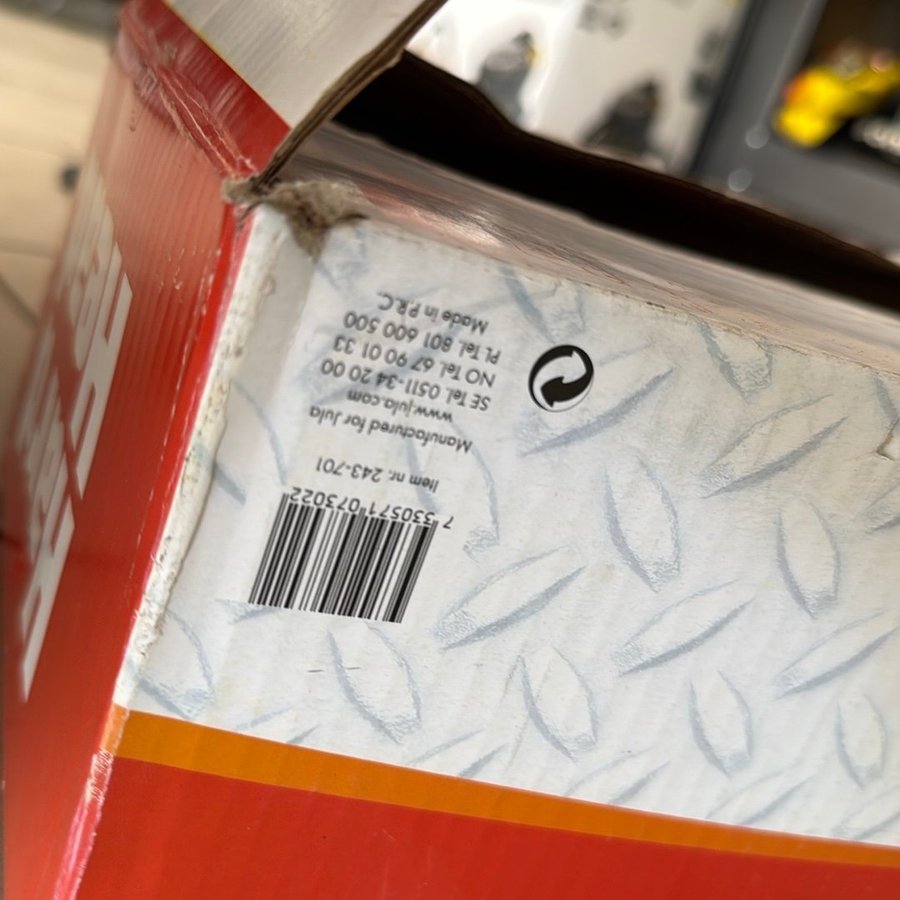 7 330571 073022
Item nr. 243-701
Manufactured for Jula
www.jula.com
SE Tel. 0511-34 20 00
NO Tel. 67 90 01 33
PL Tel. 801 600 500
Made in P.R.C.